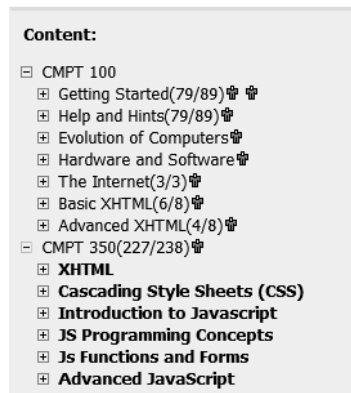 Content:
CMPT 100
Getting Started(79/89)
Help and Hints(79/89)
Evolution of Computers
Hardware and Software
The Internet(3/3)
Basic XHTML(6/8)
Advanced XHTML(4/8)
CMPT 350(227/238)
XHTML
Cascading Style Sheets (CSS)
Introduction to Javascript
JS Programming Concepts
Js Functions and Forms
Advanced JavaScript